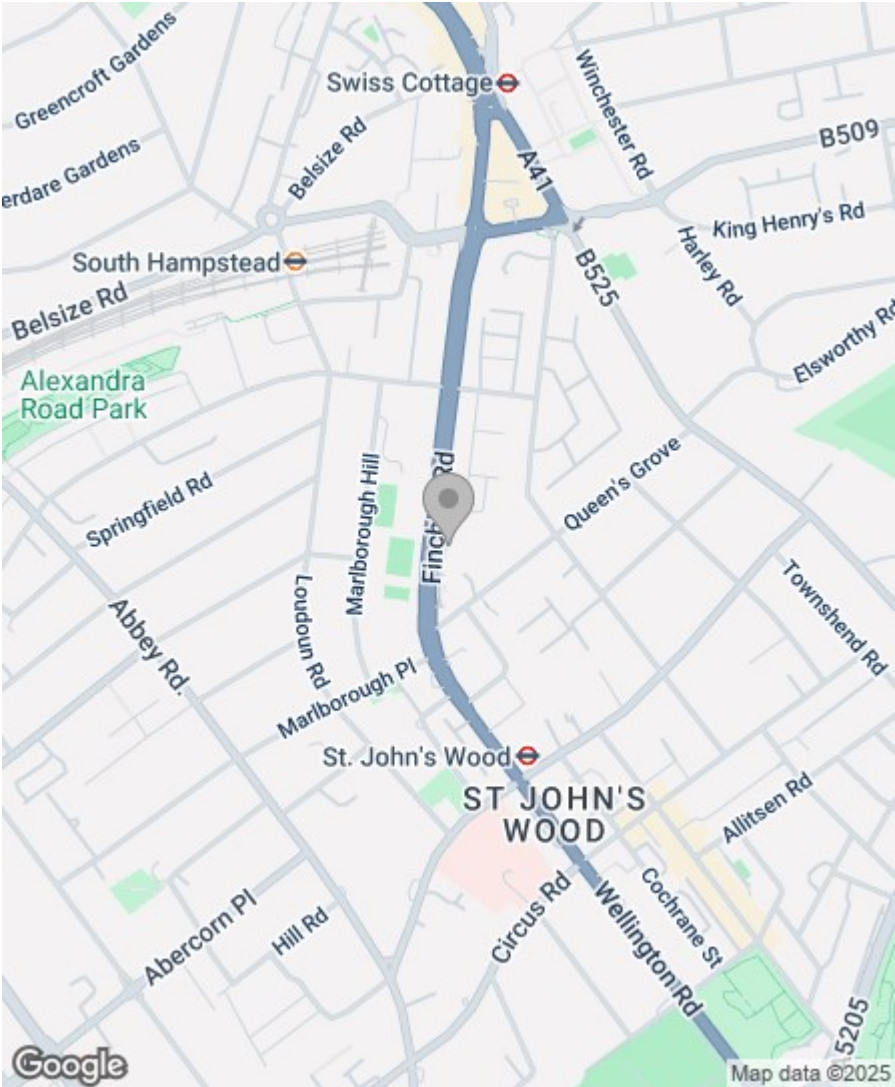 Greencroft Gardens
Swiss Cottage
Winchester Rd
Belsize Rd
A41
B509
erdare Gardens
King Henry's Rd
South Hampstead
B525
Harley Rd
Belsize Rd
Elsworthy Rd
Alexandra
Road Park
Springfield Rd
Marlborough Hill
Queen's Grove
Finch
Rd
Loudoun Rd
Townshend Rd
Abbey Rd.
Marlborough Pl
St. John's Wood
ST JOHN'S
WOOD
Allitsen Rd
Cochrane St
Circus Rd
Abercorn Pl
Hill Rd
Wellington Rd
5205
Google
Map data ©2025